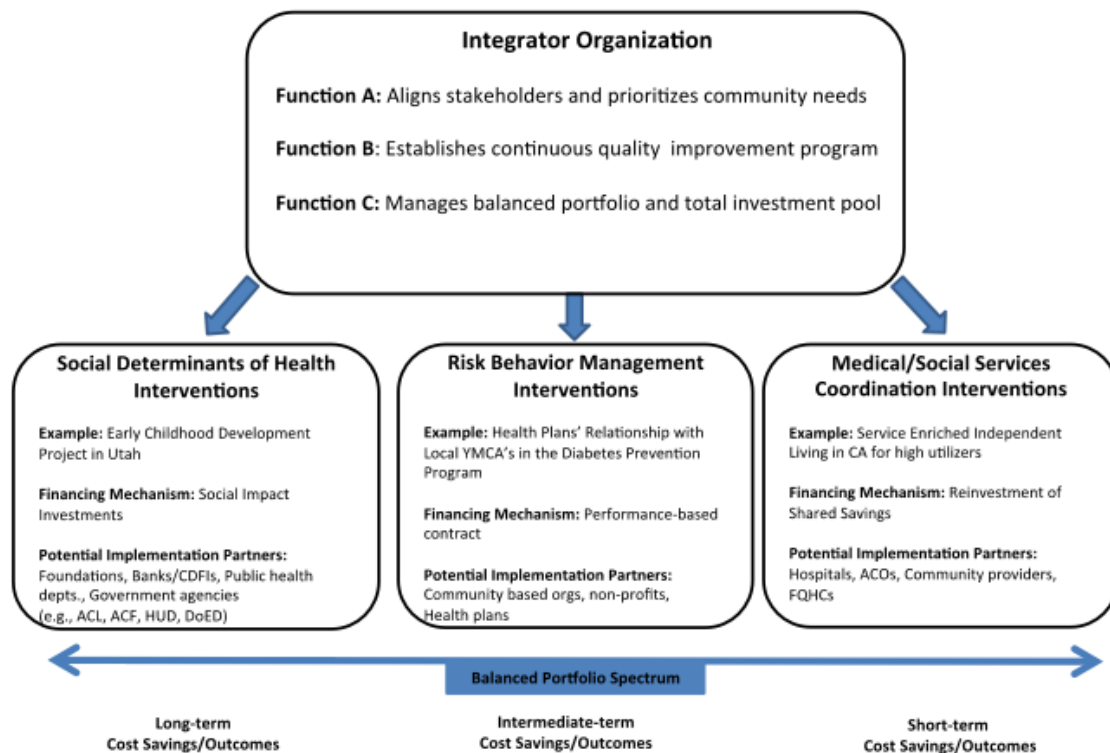 Integrator Organization
Function A: Aligns stakeholders and prioritizes community needs
Function B: Establishes continuous quality improvement program
Function C: Manages balanced portfolio and total investment pool
Social Determinants of Health
Interventions
Example: Early Childhood Development
Project in Utah
Financing Mechanism: Social Impact
Investments
Potential Implementation Partners:
Foundations, Banks/CDFIs, Public health
depts., Government agencies
(e.g., ACL, ACF, HUD, DoED)
Risk Behavior Management
Interventions
Example: Health Plans' Relationship with
Local YMCA's in the Diabetes Prevention
Program
Financing Mechanism: Performance-based
contract
Potential Implementation Partners:
Community based orgs, non-profits,
Health plans
Medical/Social Services
Coordination Interventions
Example: Service Enriched Independent
Living in CA for high utilizers
Financing Mechanism: Reinvestment of
Shared Savings
Potential Implementation Partners:
Hospitals, ACOs, Community providers,
FQHCs
Balanced Portfolio Spectrum
Long-term
Cost Savings/Outcomes
Intermediate-term
Cost Savings/Outcomes
Short-term
Cost Savings/Outcomes